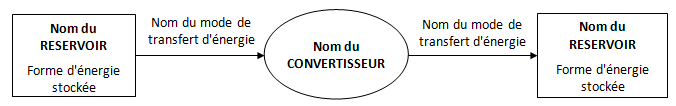 Nom du
RESERVOIR
Forme d'énergie
stockée
Nom du mode de
transfert d'énergie
Nom du
CONVERTISSEUR
Nom du mode de
transfert d'énergie
Nom du
RESERVOIR
Forme d'énergie
stockée